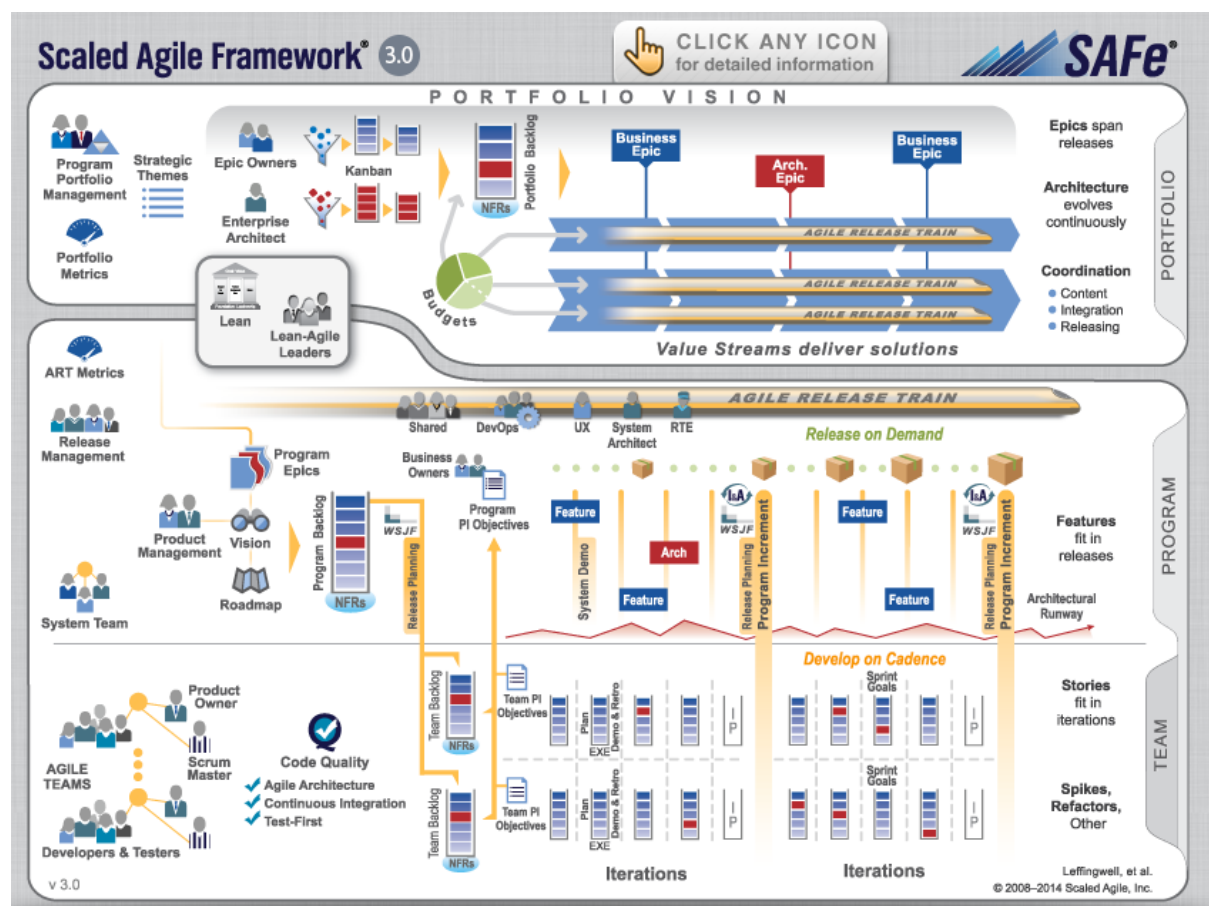 Scaled Agile Framework® 3.0
CLICK ANY ICON
for detailed information
SAFe®
PORTFOLIO VISION
Program
Portfolio
Management
Strategic
Themes
Portfolio
Metrics
Epic Owners
Enterprise
Architect
Kanban
Portfolio Backlog
NFRs
Business
Epic
Arch.
Epic
Business
Epic
AGILE RELEASE TRAIN
AGILE RELEASE TRAIN
AGILE RELEASE TRAIN
Budgets
Value Streams deliver solutions
Epics span
releases
Architecture
evolves
continuously
Coordination
Content
Integration
Releasing
PORTFOLIO
Lean
Lean-Agile
Leaders
ART Metrics
Release
Management
Product
Management
System Team
Program
Epics
Vision
Roadmap
Program Backlog
NFRs
WSJF
Release Planning
AGILE RELEASE TRAIN
Shared
DevOps
UX
System
Architect
RTE
Business
Owners
Program
PI Objectives
Release on Demand
Feature
System Demo
Feature
Arch
I&A
WSJF
Release Planning
Program Increment
Feature
Feature
I&A
WSJF
Release Planning
Program Increment
Architectural
Runway
Features
fit in
releases
PROGRAM
Develop on Cadence
Product
Owner
Scrum
Master
AGILE
TEAMS
Developers & Testers
Code Quality
Agile Architecture
Continuous Integration
Test-First
Team Backlog
NFRs
Team PI
Objectives
Plan
EXE
Demo & Retro
I P
Sprint
Goals
I P
Team Backlog
NFRs
Team PI
Objectives
Plan
EXE
Demo & Retro
I P
Sprint
Goals
I P
Iterations
Iterations
Stories
fit in
iterations
Spikes,
Refactors,
Other
TEAM
v 3.0
Leffingwell, et al.
© 2008–2014 Scaled Agile, Inc.